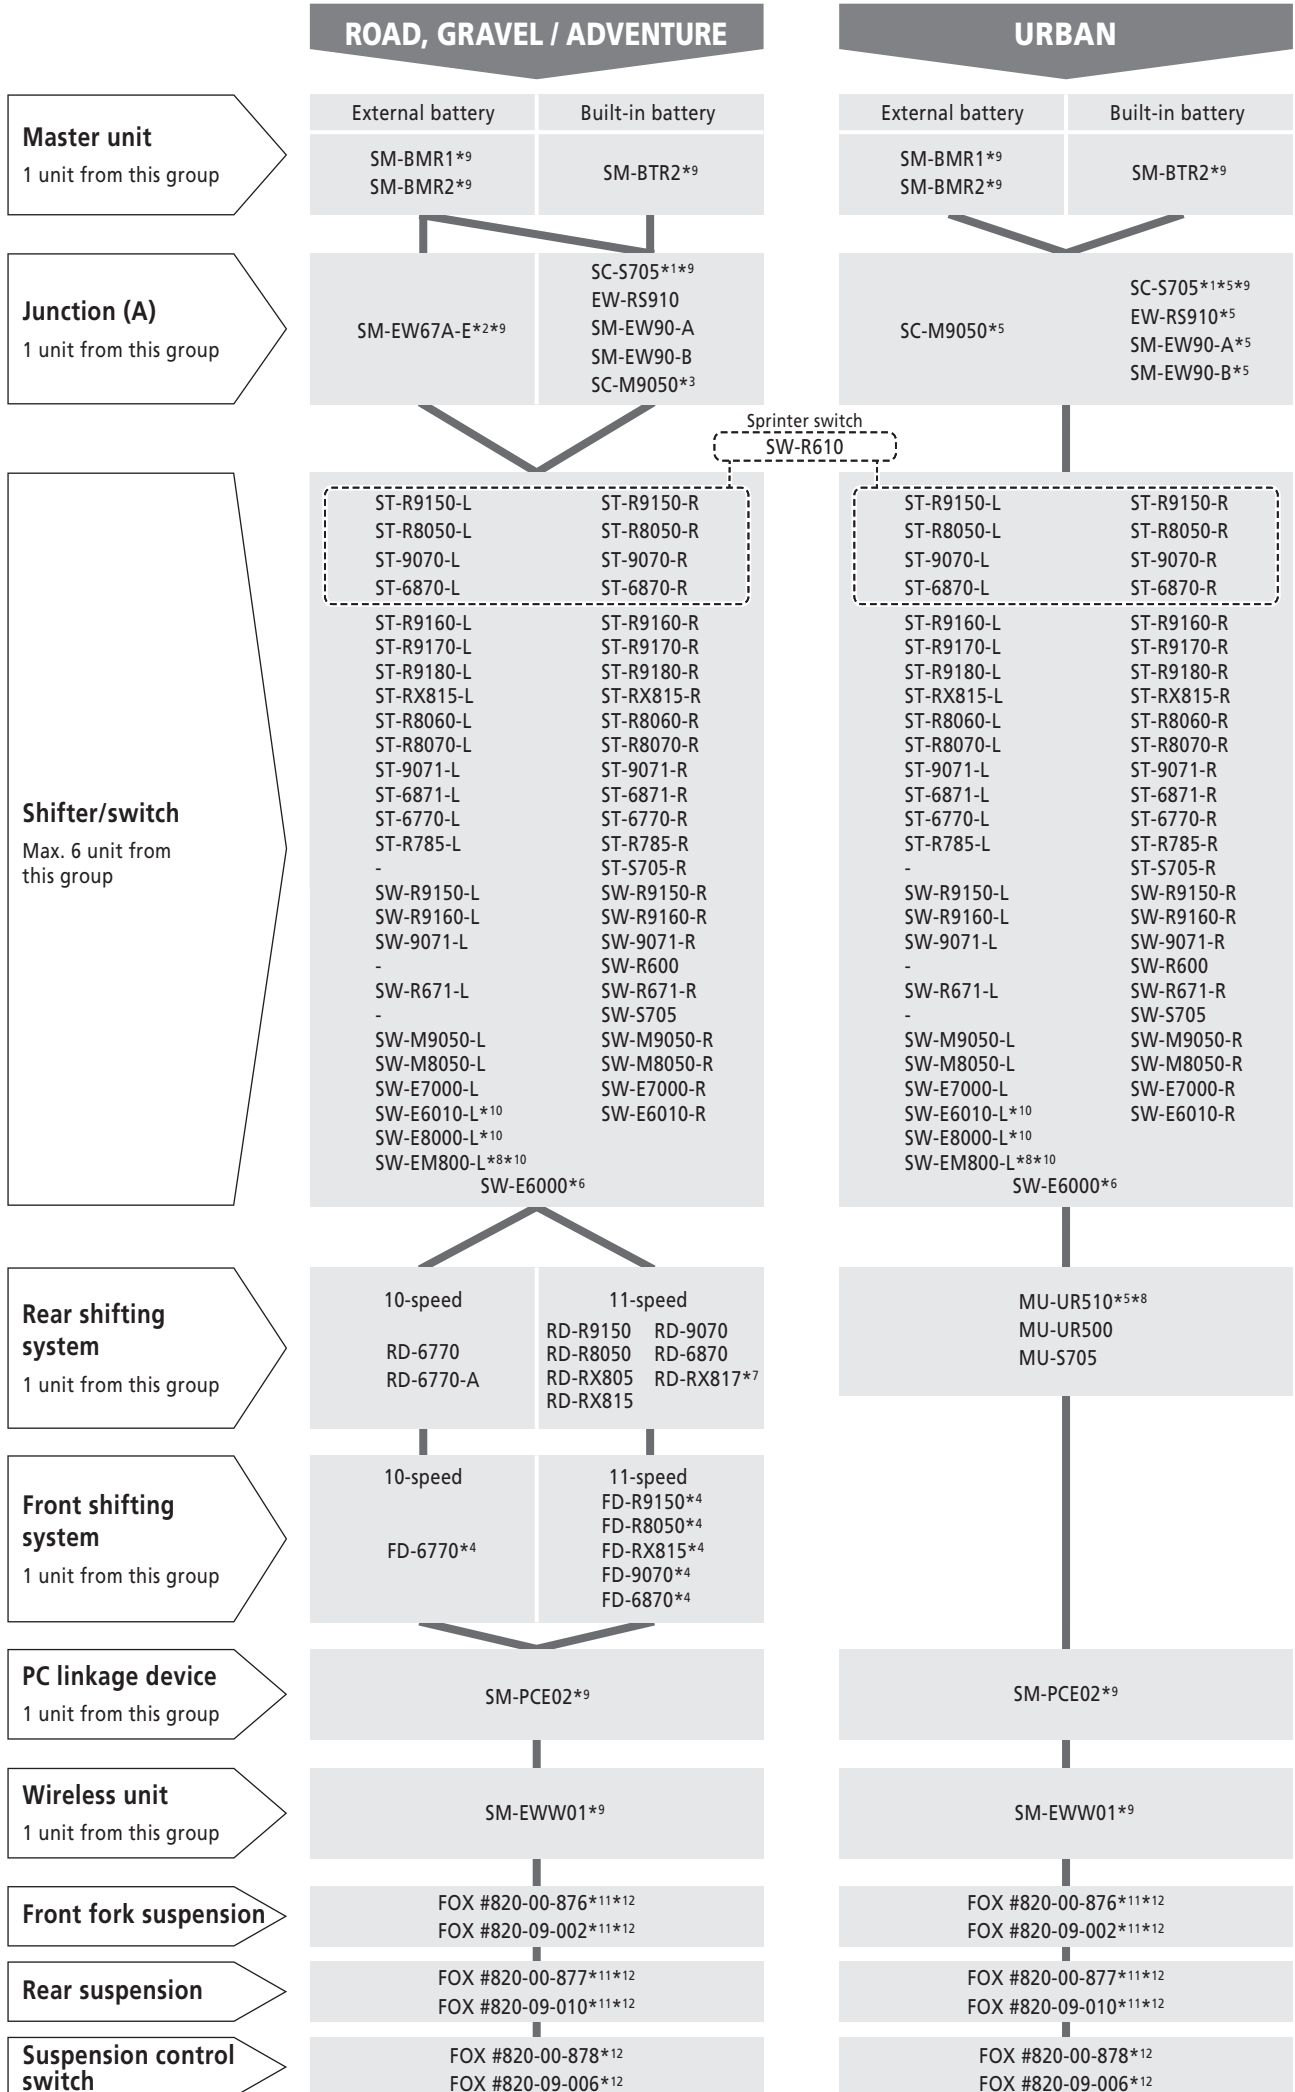 ROAD, GRAVEL / ADVENTURE
URBAN
Master unit
1 unit from this group
External battery
Built-in battery
SM-BMR1*9
SM-BMR2*9
SM-BTR2*9
External battery
Built-in battery
SM-BMR1*9
SM-BMR2*9
SM-BTR2*9
Junction (A)
1 unit from this group
SM-EW67A-E*2*9
SC-S705*1*9
EW-RS910
SM-EW90-A
SM-EW90-B
SC-M9050*3
SC-M9050*5
SC-S705*1*5*9
EW-RS910*5
SM-EW90-A*5
SM-EW90-B*5
Sprinter switch
SW-R610
Shifter/switch
Max. 6 unit from
this group
ST-R9150-L ST-R9150-R
ST-R8050-L ST-R8050-R
ST-9070-L ST-9070-R
ST-6870-L ST-6870-R
ST-R9160-L ST-R9160-R
ST-R9170-L ST-R9170-R
ST-R9180-L ST-R9180-R
ST-RX815-L ST-RX815-R
ST-R8060-L ST-R8060-R
ST-R8070-L ST-R8070-R
ST-9071-L ST-9071-R
ST-6871-L ST-6871-R
ST-6770-L ST-6770-R
ST-R785-L ST-R785-R
- ST-S705-R
SW-R9150-L SW-R9150-R
SW-R9160-L SW-R9160-R
SW-9071-L SW-9071-R
- SW-R600
SW-R671-L SW-R671-R
- SW-S705
SW-M9050-L SW-M9050-R
SW-M8050-L SW-M8050-R
SW-E7000-L SW-E7000-R
SW-E6010-L*10 SW-E6010-R
SW-E8000-L*10
SW-EM800-L*8*10
SW-E6000*6
ST-R9150-L ST-R9150-R
ST-R8050-L ST-R8050-R
ST-9070-L ST-9070-R
ST-6870-L ST-6870-R
ST-R9160-L ST-R9160-R
ST-R9170-L ST-R9170-R
ST-R9180-L ST-R9180-R
ST-RX815-L ST-RX815-R
ST-R8060-L ST-R8060-R
ST-R8070-L ST-R8070-R
ST-9071-L ST-9071-R
ST-6871-L ST-6871-R
ST-6770-L ST-6770-R
ST-R785-L ST-R785-R
- ST-S705-R
SW-R9150-L SW-R9150-R
SW-R9160-L SW-R9160-R
SW-9071-L SW-9071-R
- SW-R600
SW-R671-L SW-R671-R
- SW-S705
SW-M9050-L SW-M9050-R
SW-M8050-L SW-M8050-R
SW-E7000-L SW-E7000-R
SW-E6010-L*10 SW-E6010-R
SW-E8000-L*10
SW-EM800-L*8*10
SW-E6000*6
Rear shifting
system
1 unit from this group
10-speed
RD-6770
RD-6770-A
11-speed
RD-R9150 RD-9070
RD-R8050 RD-6870
RD-RX805 RD-RX817*7
RD-RX815
MU-UR510*5*8
MU-UR500
MU-S705
Front shifting
system
1 unit from this group
10-speed
FD-6770*4
11-speed
FD-R9150*4
FD-R8050*4
FD-RX815*4
FD-9070*4
FD-6870*4
PC linkage device
1 unit from this group
SM-PCE02*9
SM-PCE02*9
Wireless unit
1 unit from this group
SM-EWW01*9
SM-EWW01*9
Front fork suspension
FOX #820-00-876*11*12
FOX #820-09-002*11*12
FOX #820-00-876*11*12
FOX #820-09-002*11*12
Rear suspension
FOX #820-00-877*11*12
FOX #820-09-010*11*12
FOX #820-00-877*11*12
FOX #820-09-010*11*12
Suspension control
switch
FOX #820-00-878*12
FOX #820-09-006*12
FOX #820-00-878*12
FOX #820-09-006*12